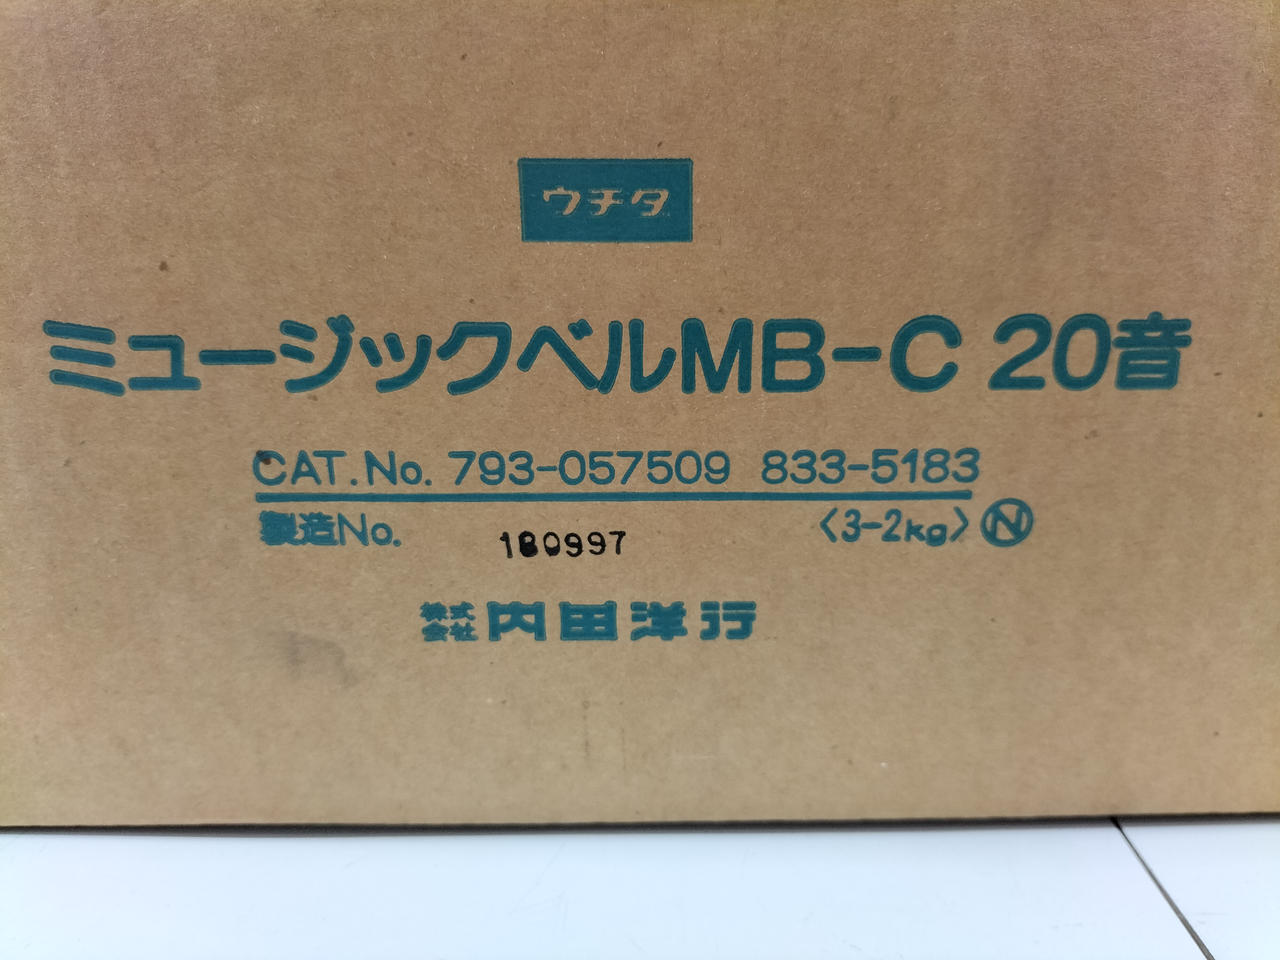 ウチダ
ミュージックベルMB-C 20音
CAT.No. 793-057509 833-5183
製造No. 180997 〈3-2kg〉 Ⓝ
株式会社 内田洋行